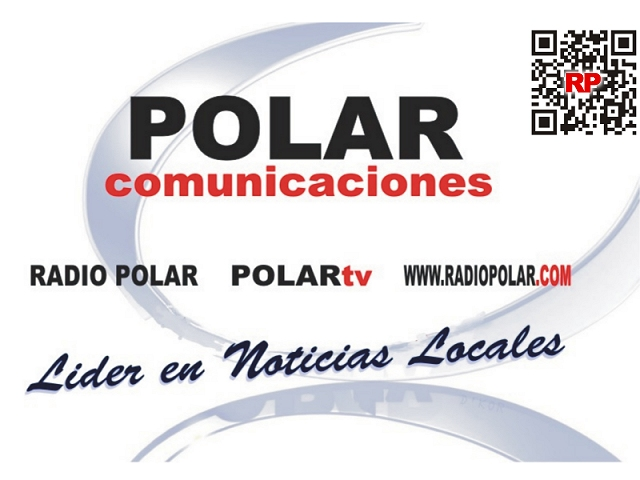 RP
POLAR
comunicaciones
RADIO POLAR POLARtv WWW.RADIOPOLAR.COM
Lider en Noticias Locales